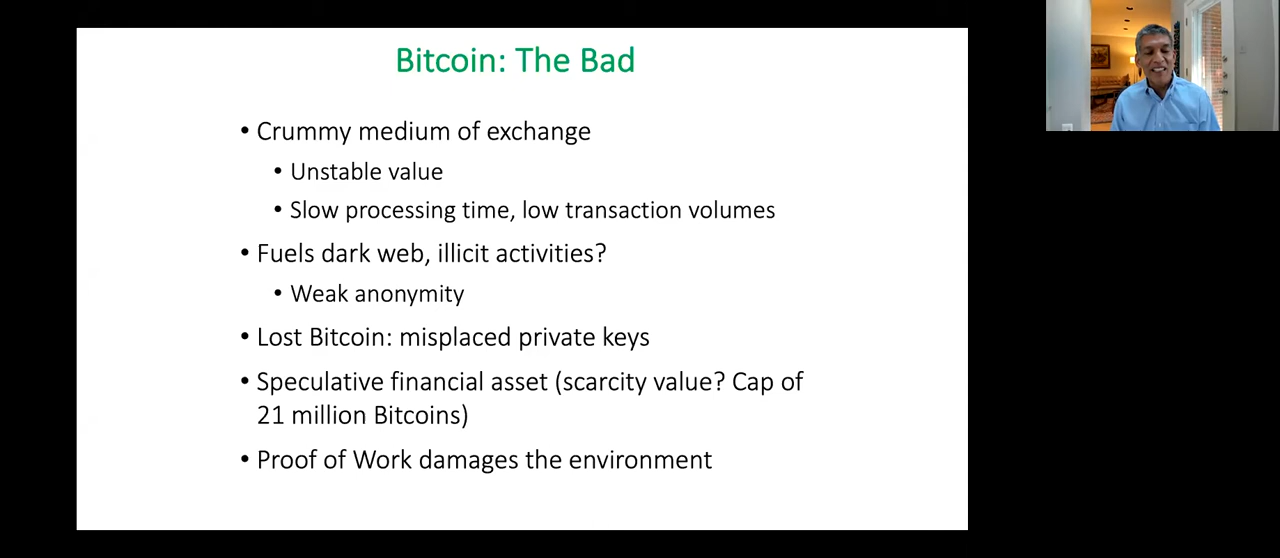 Bitcoin: The Bad
• Crummy medium of exchange
• Unstable value
• Slow processing time, low transaction volumes
• Fuels dark web, illicit activities?
• Weak anonymity
• Lost Bitcoin: misplaced private keys
• Speculative financial asset (scarcity value? Cap of
21 million Bitcoins)
• Proof of Work damages the environment